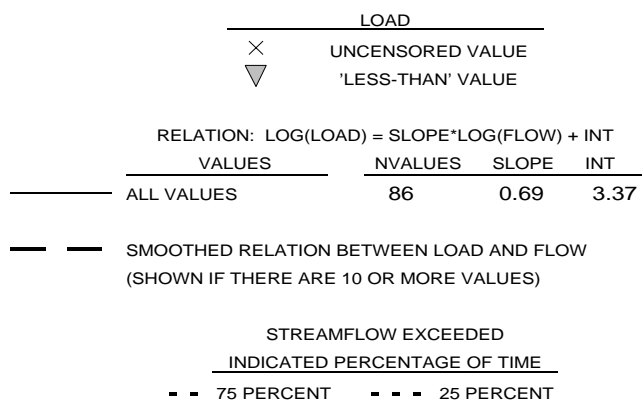 LOAD
UNCENSORED VALUE
'LESS-THAN' VALUE
RELATION: LOG(LOAD) = SLOPE*LOG(FLOW) + INT
VALUES NVALUES SLOPE INT
ALL VALUES 86 0.69 3.37
SMOOTHED RELATION BETWEEN LOAD AND FLOW
(SHOWN IF THERE ARE 10 OR MORE VALUES)
STREAMFLOW EXCEEDED
INDICATED PERCENTAGE OF TIME
75 PERCENT 25 PERCENT